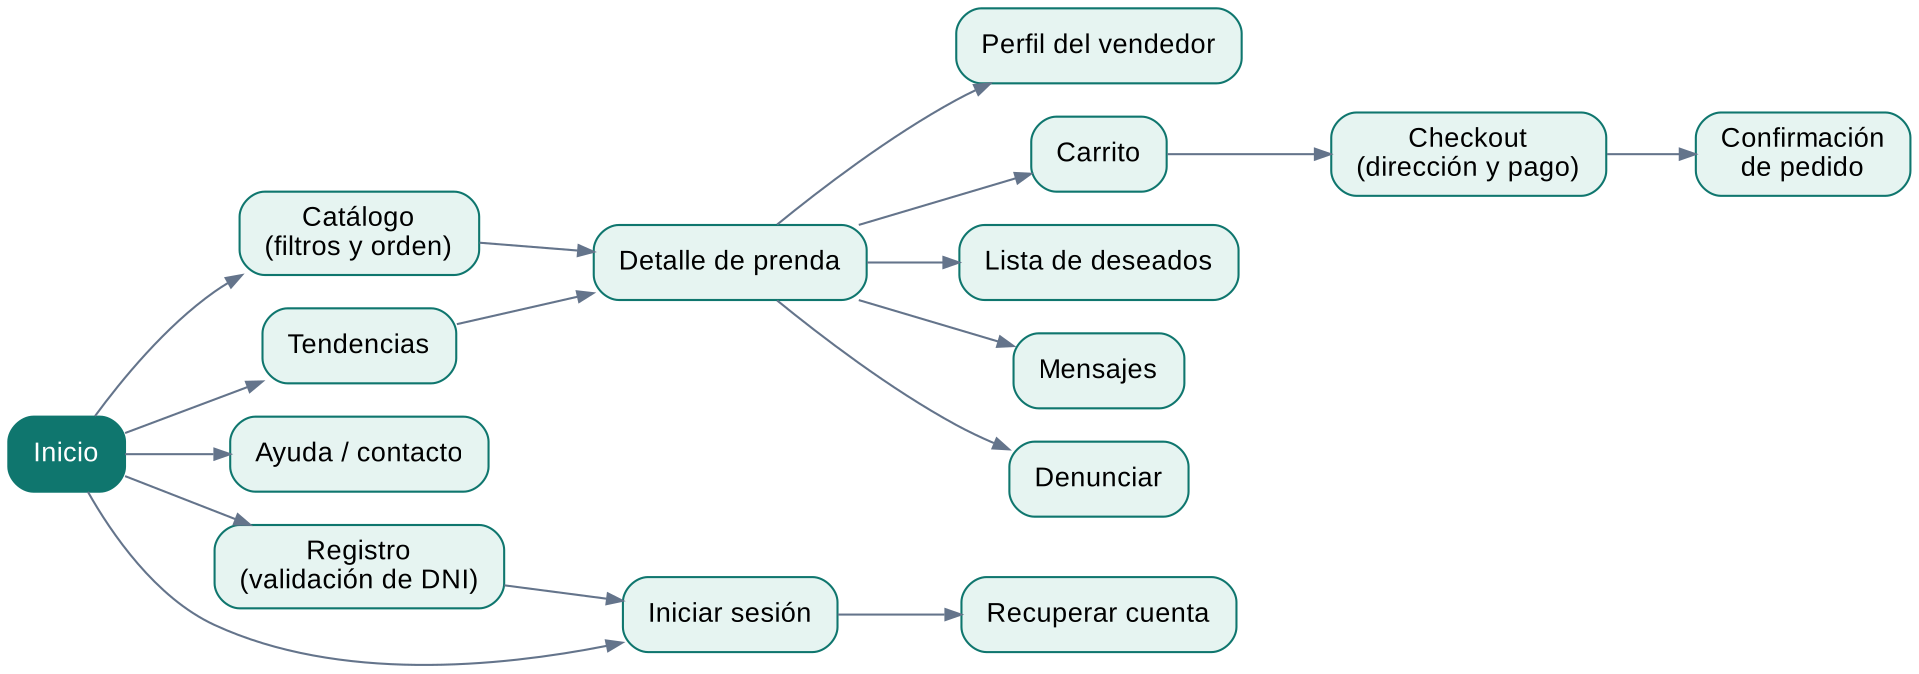 Perfil del vendedor
Carrito
Checkout
(dirección y pago)
Confirmación
de pedido
Catálogo
(filtros y orden)
Detalle de prenda
Lista de deseados
Tendencias
Mensajes
Inicio
Ayuda / contacto
Denunciar
Registro
(validación de DNI)
Iniciar sesión
Recuperar cuenta